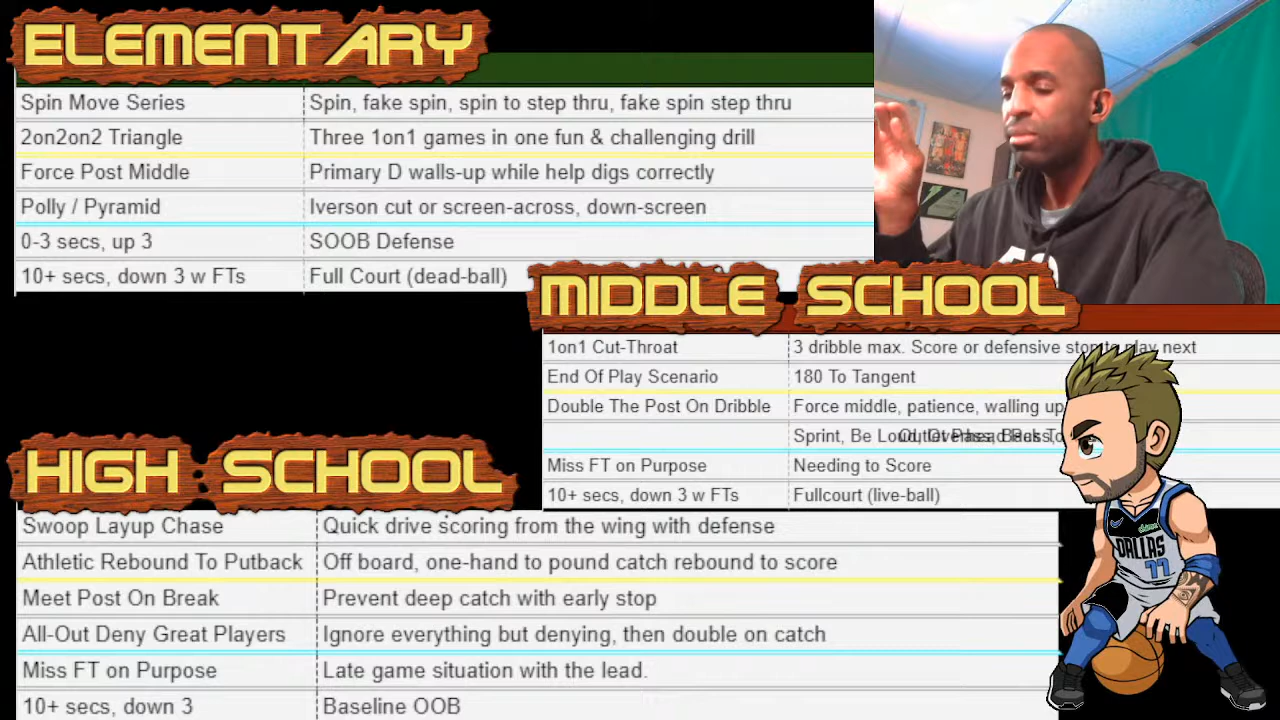 ELEMENTARY
Spin Move Series Spin, fake spin, spin to step thru, fake spin step thru
2on2on2 Triangle Three 1on1 games in one fun & challenging drill
Force Post Middle Primary D walls-up while help digs correctly
Polly / Pyramid Iverson cut or screen-across, down-screen
0-3 secs, up 3 SOOB Defense
10+ secs, down 3 w FTs Full Court (dead-ball)
MIDDLE SCHOOL
1on1 Cut-Throat 3 dribble max. Score or defensive stop to play next
End Of Play Scenario 180 To Tangent
Double The Post On Dribble Force middle, patience, walling up
Sprint, Be Loud,
Miss FT on Purpose Needing to Score
10+ secs, down 3 w FTs Fullcourt (live-ball)
HIGH SCHOOL
Swoop Layup Chase Quick drive scoring from the wing with defense
Athletic Rebound To Putback Off board, one-hand to pound catch rebound to score
Meet Post On Break Prevent deep catch with early stop
All-Out Deny Great Players Ignore everything but denying, then double on catch
Miss FT on Purpose Late game situation with the lead.
10+ secs, down 3 Baseline OOB
DALLAS
77